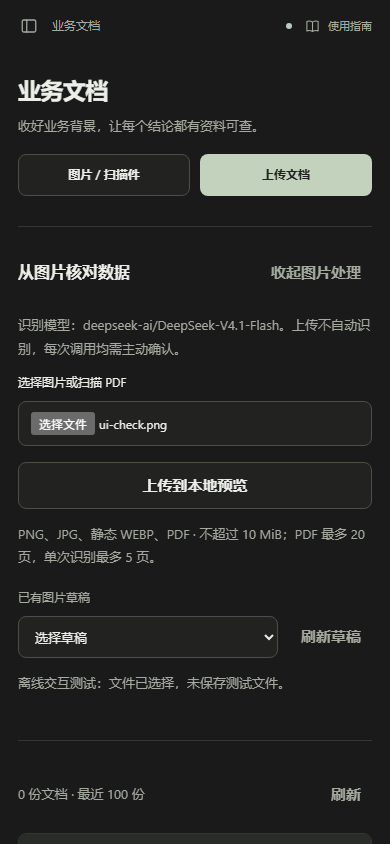 业务文档
使用指南
业务文档
收好业务背景，让每个结论都有资料可查。
图片 / 扫描件
上传文档
从图片核对数据
收起图片处理
识别模型：deepseek-ai/DeepSeek-V4.1-Flash。上传不自动识
别，每次调用均需主动确认。
选择图片或扫描 PDF
选择文件 ui-check.png
上传到本地预览
PNG、JPG、静态 WEBP、PDF · 不超过 10 MiB；PDF 最多 20
页，单次识别最多 5 页。
已有图片草稿
选择草稿
刷新草稿
离线交互测试：文件已选择，未保存测试文件。
0 份文档 · 最近 100 份
刷新